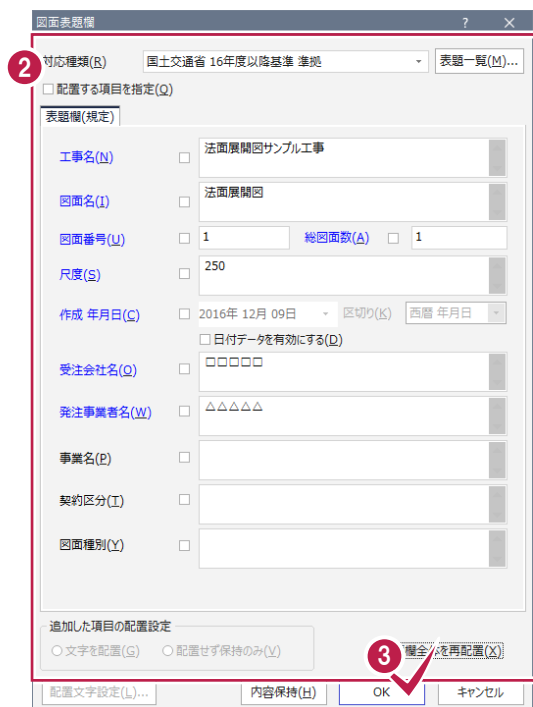 図面表題欄 ? ×
2
対応種類(R) 国土交通省 16年度以降基準 準拠 表題一覧(M)...
配置する項目を指定(Q)
表題欄(規定)
工事名(N) 法面展開図サンプル工事
図面名(I) 法面展開図
図面番号(U) 1 総図面数(A) 1
尺度(S) 250
作成 年月日(C) 2016年 12月 09日 区切り(K) 西暦 年月日
日付データを有効にする(D)
受注会社名(O) □□□□□
発注事業者名(W) △△△△△
事業名(P)
契約区分(T)
図面種別(Y)
追加した項目の配置設定
文字を配置(G) 配置せず保持のみ(V) 3 を再配置(X)
配置文字設定(L)... 内容保持(H) OK キャンセル